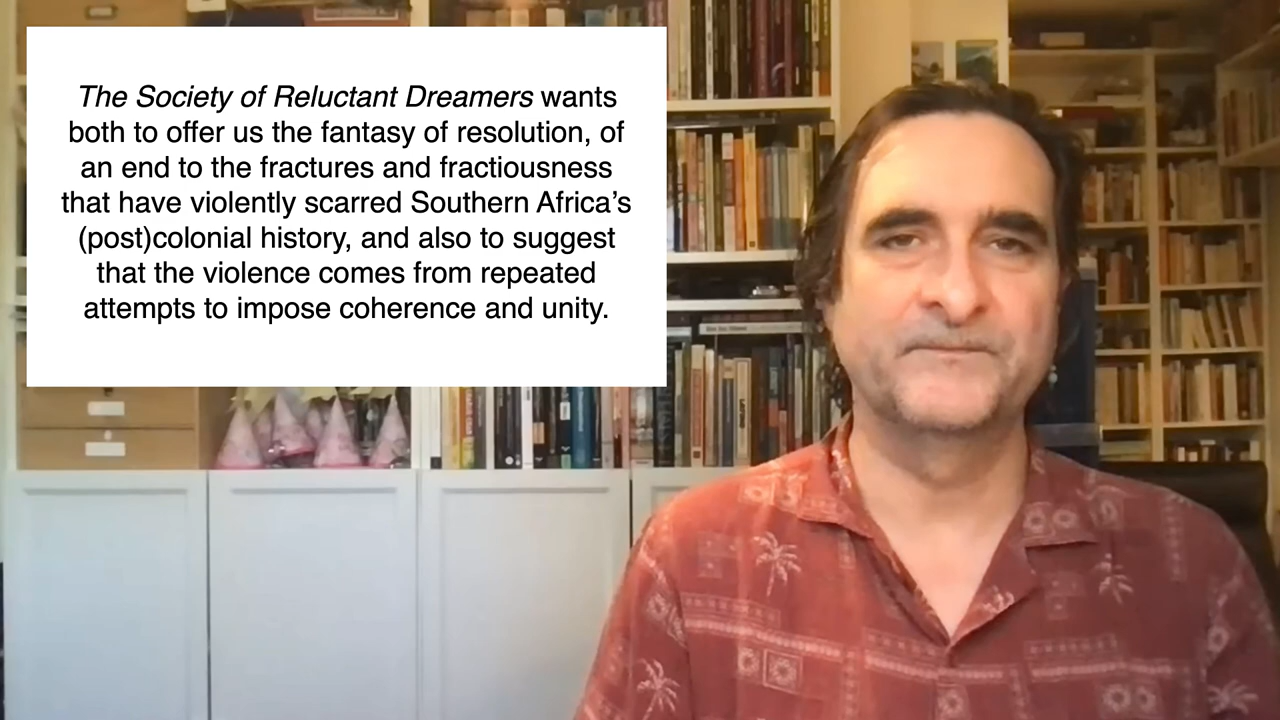 The Society of Reluctant Dreamers wants
both to offer us the fantasy of resolution, of
an end to the fractures and fractiousness
that have violently scarred Southern Africa’s
(post)colonial history, and also to suggest
that the violence comes from repeated
attempts to impose coherence and unity.